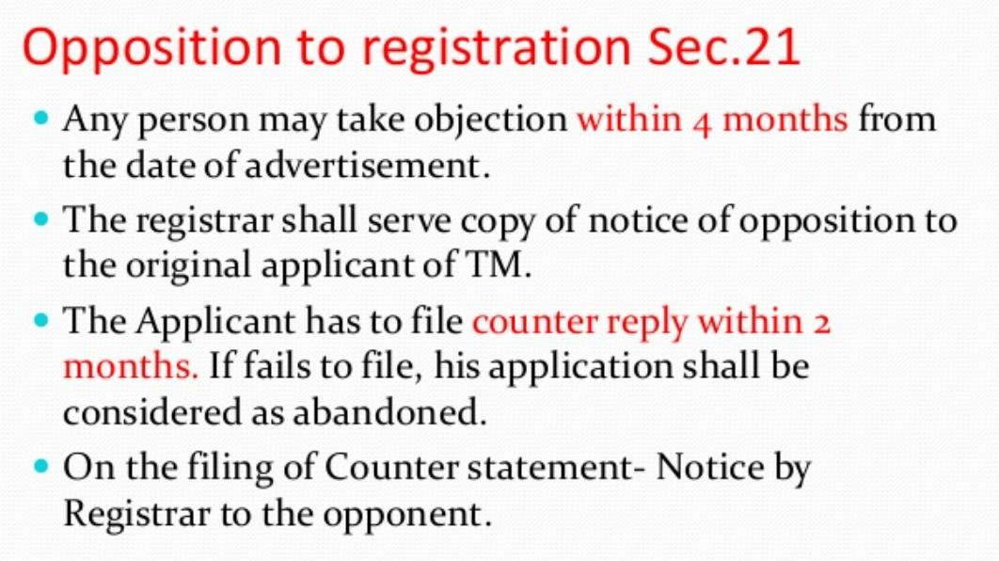 Opposition to registration Sec.21
• Any person may take objection within 4 months from
the date of advertisement.
• The registrar shall serve copy of notice of opposition to
the original applicant of TM.
• The Applicant has to file counter reply within 2
months. If fails to file, his application shall be
considered as abandoned.
• On the filing of Counter statement- Notice by
Registrar to the opponent.